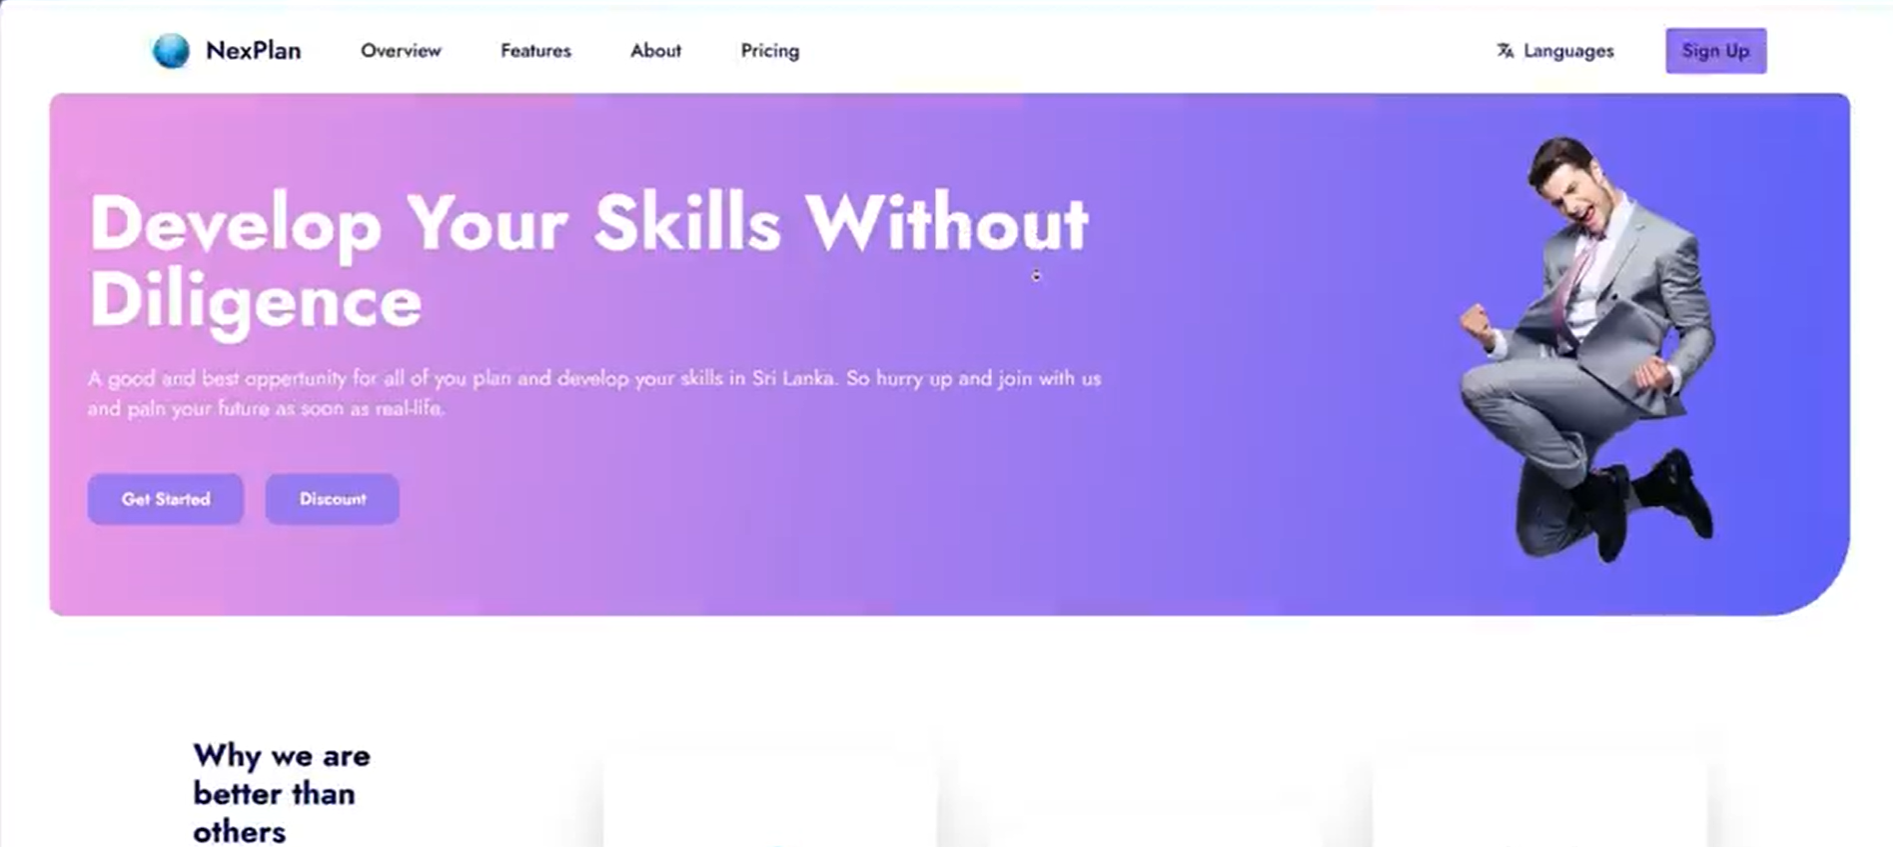 NexPlan Overview Features About Pricing Languages Sign Up
Develop Your Skills Without
Diligence
A good and best oppertunity for all of you plan and develop your skills in Sri Lanka. So hurry up and join with us
and paln your future as soon as real-life.
Get Started Discount
Why we are
better than
others